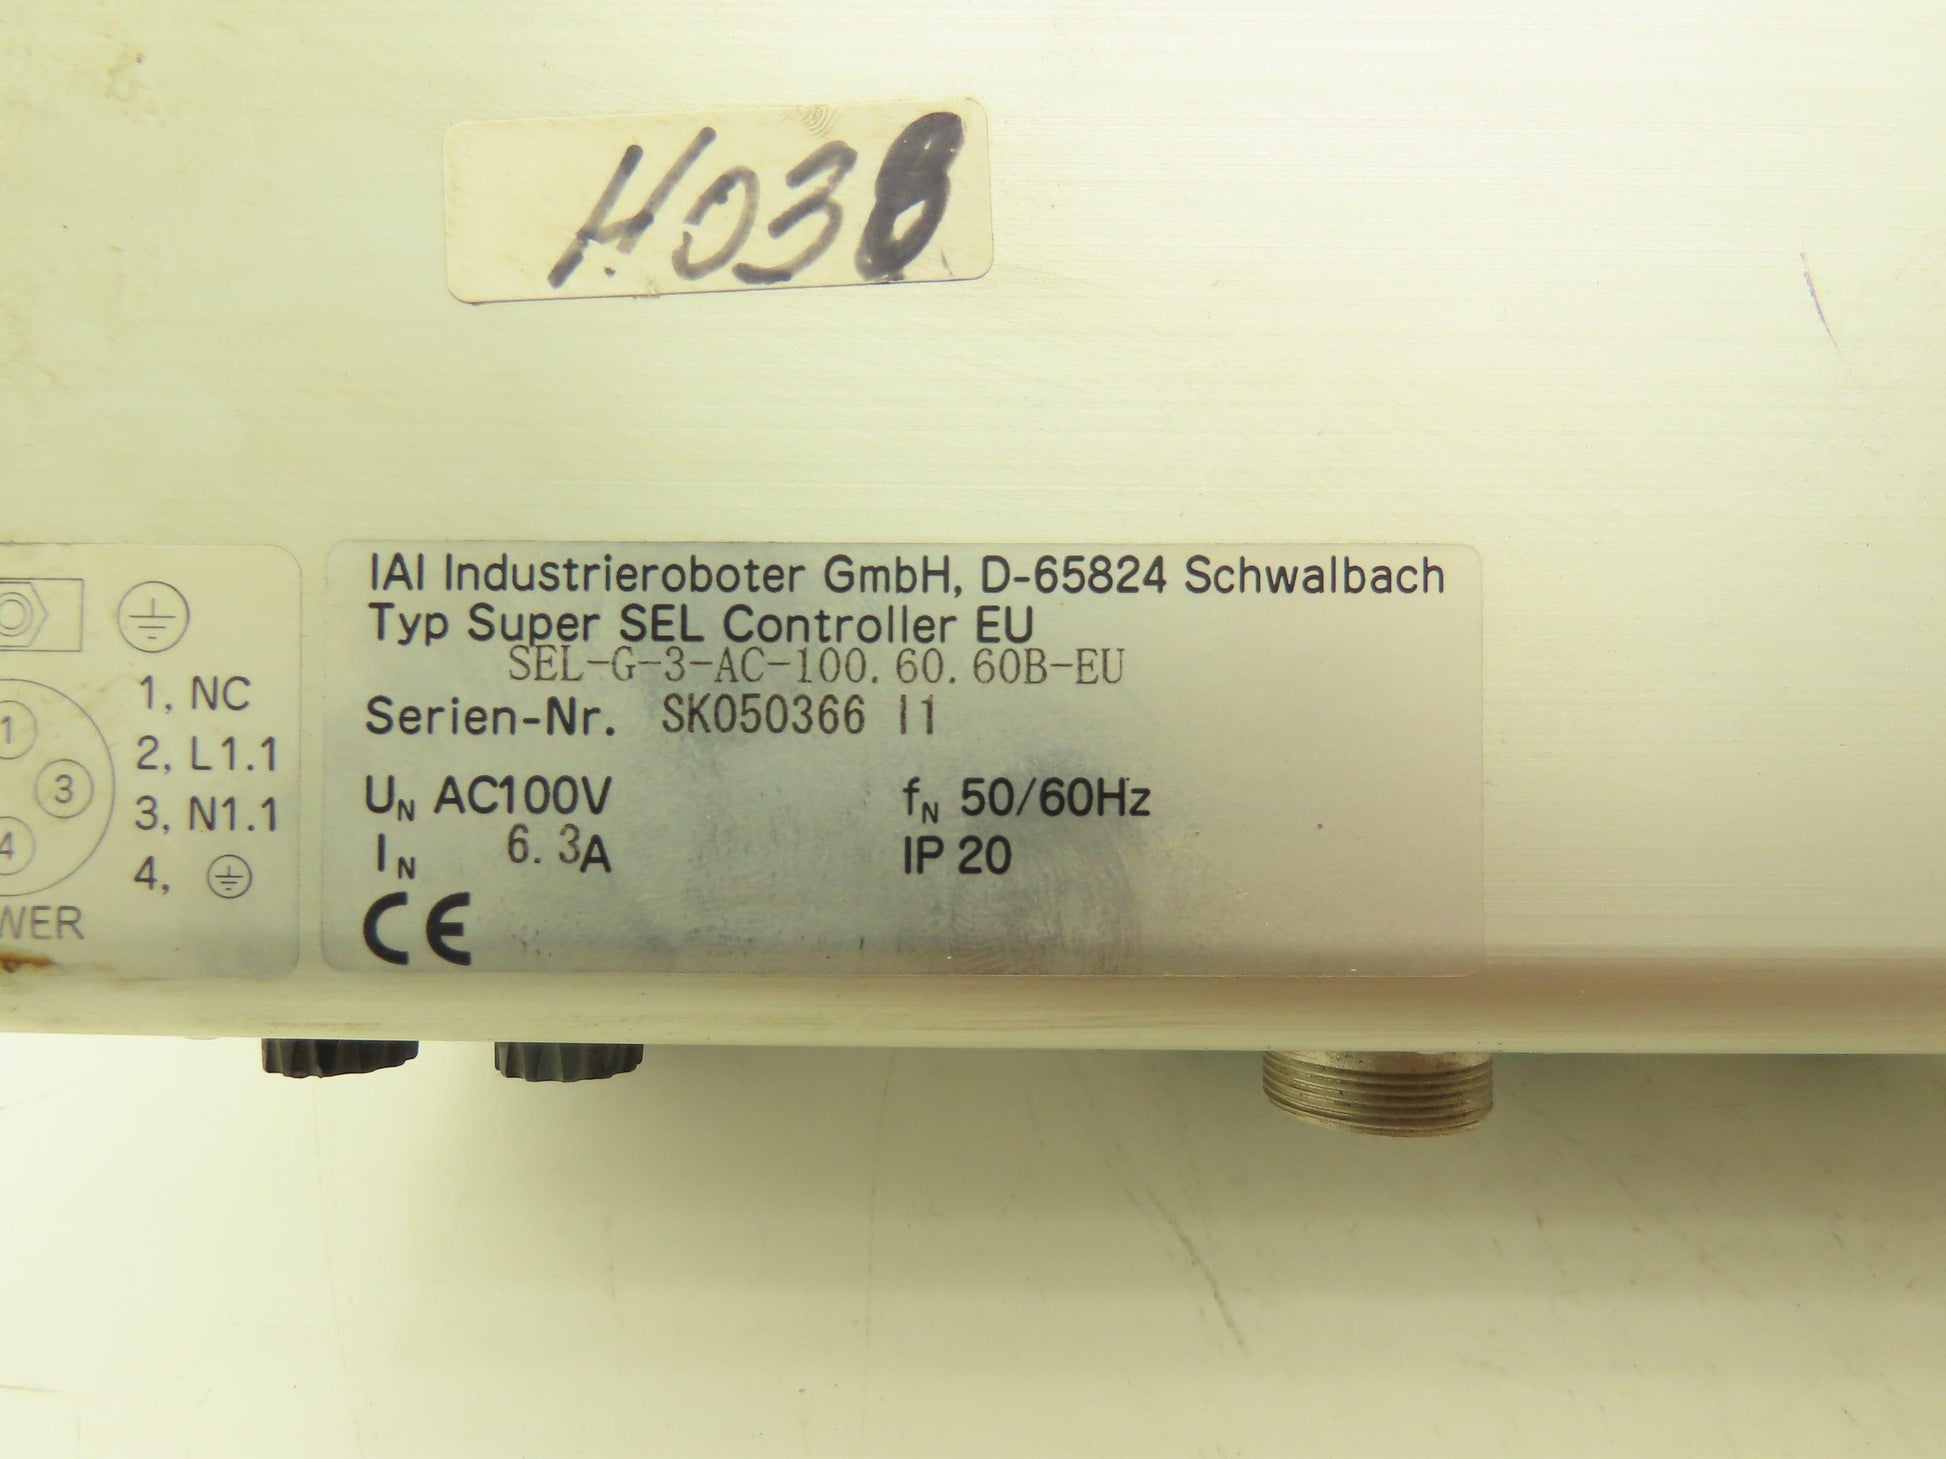 H038
IAI Industrieroboter GmbH, D-65824 Schwalbach
Typ Super SEL Controller EU
SEL-G-3-AC-100.60.60B-EU
Serien-Nr. SK050366 I1
UN AC100V fN 50/60Hz
IN 6.3A IP 20
CE
1, NC
2, L1.1
3, N1.1
4,
1
3
4